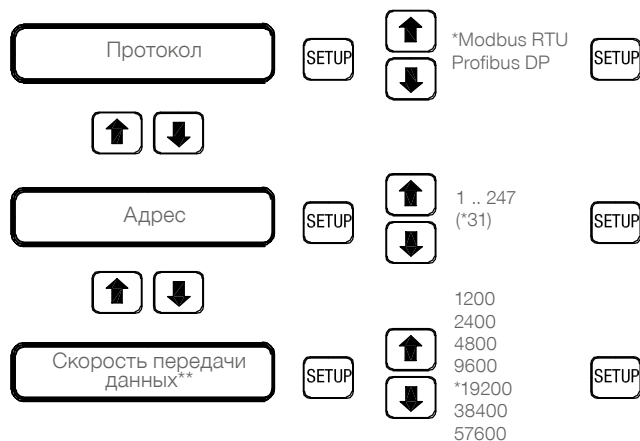 Протокол
SETUP
*Modbus RTU
Profibus DP
SETUP
Адрес
SETUP
1 .. 247
(*31)
SETUP
Скорость передачи
данных**
SETUP
1200
2400
4800
9600
*19200
38400
57600
SETUP